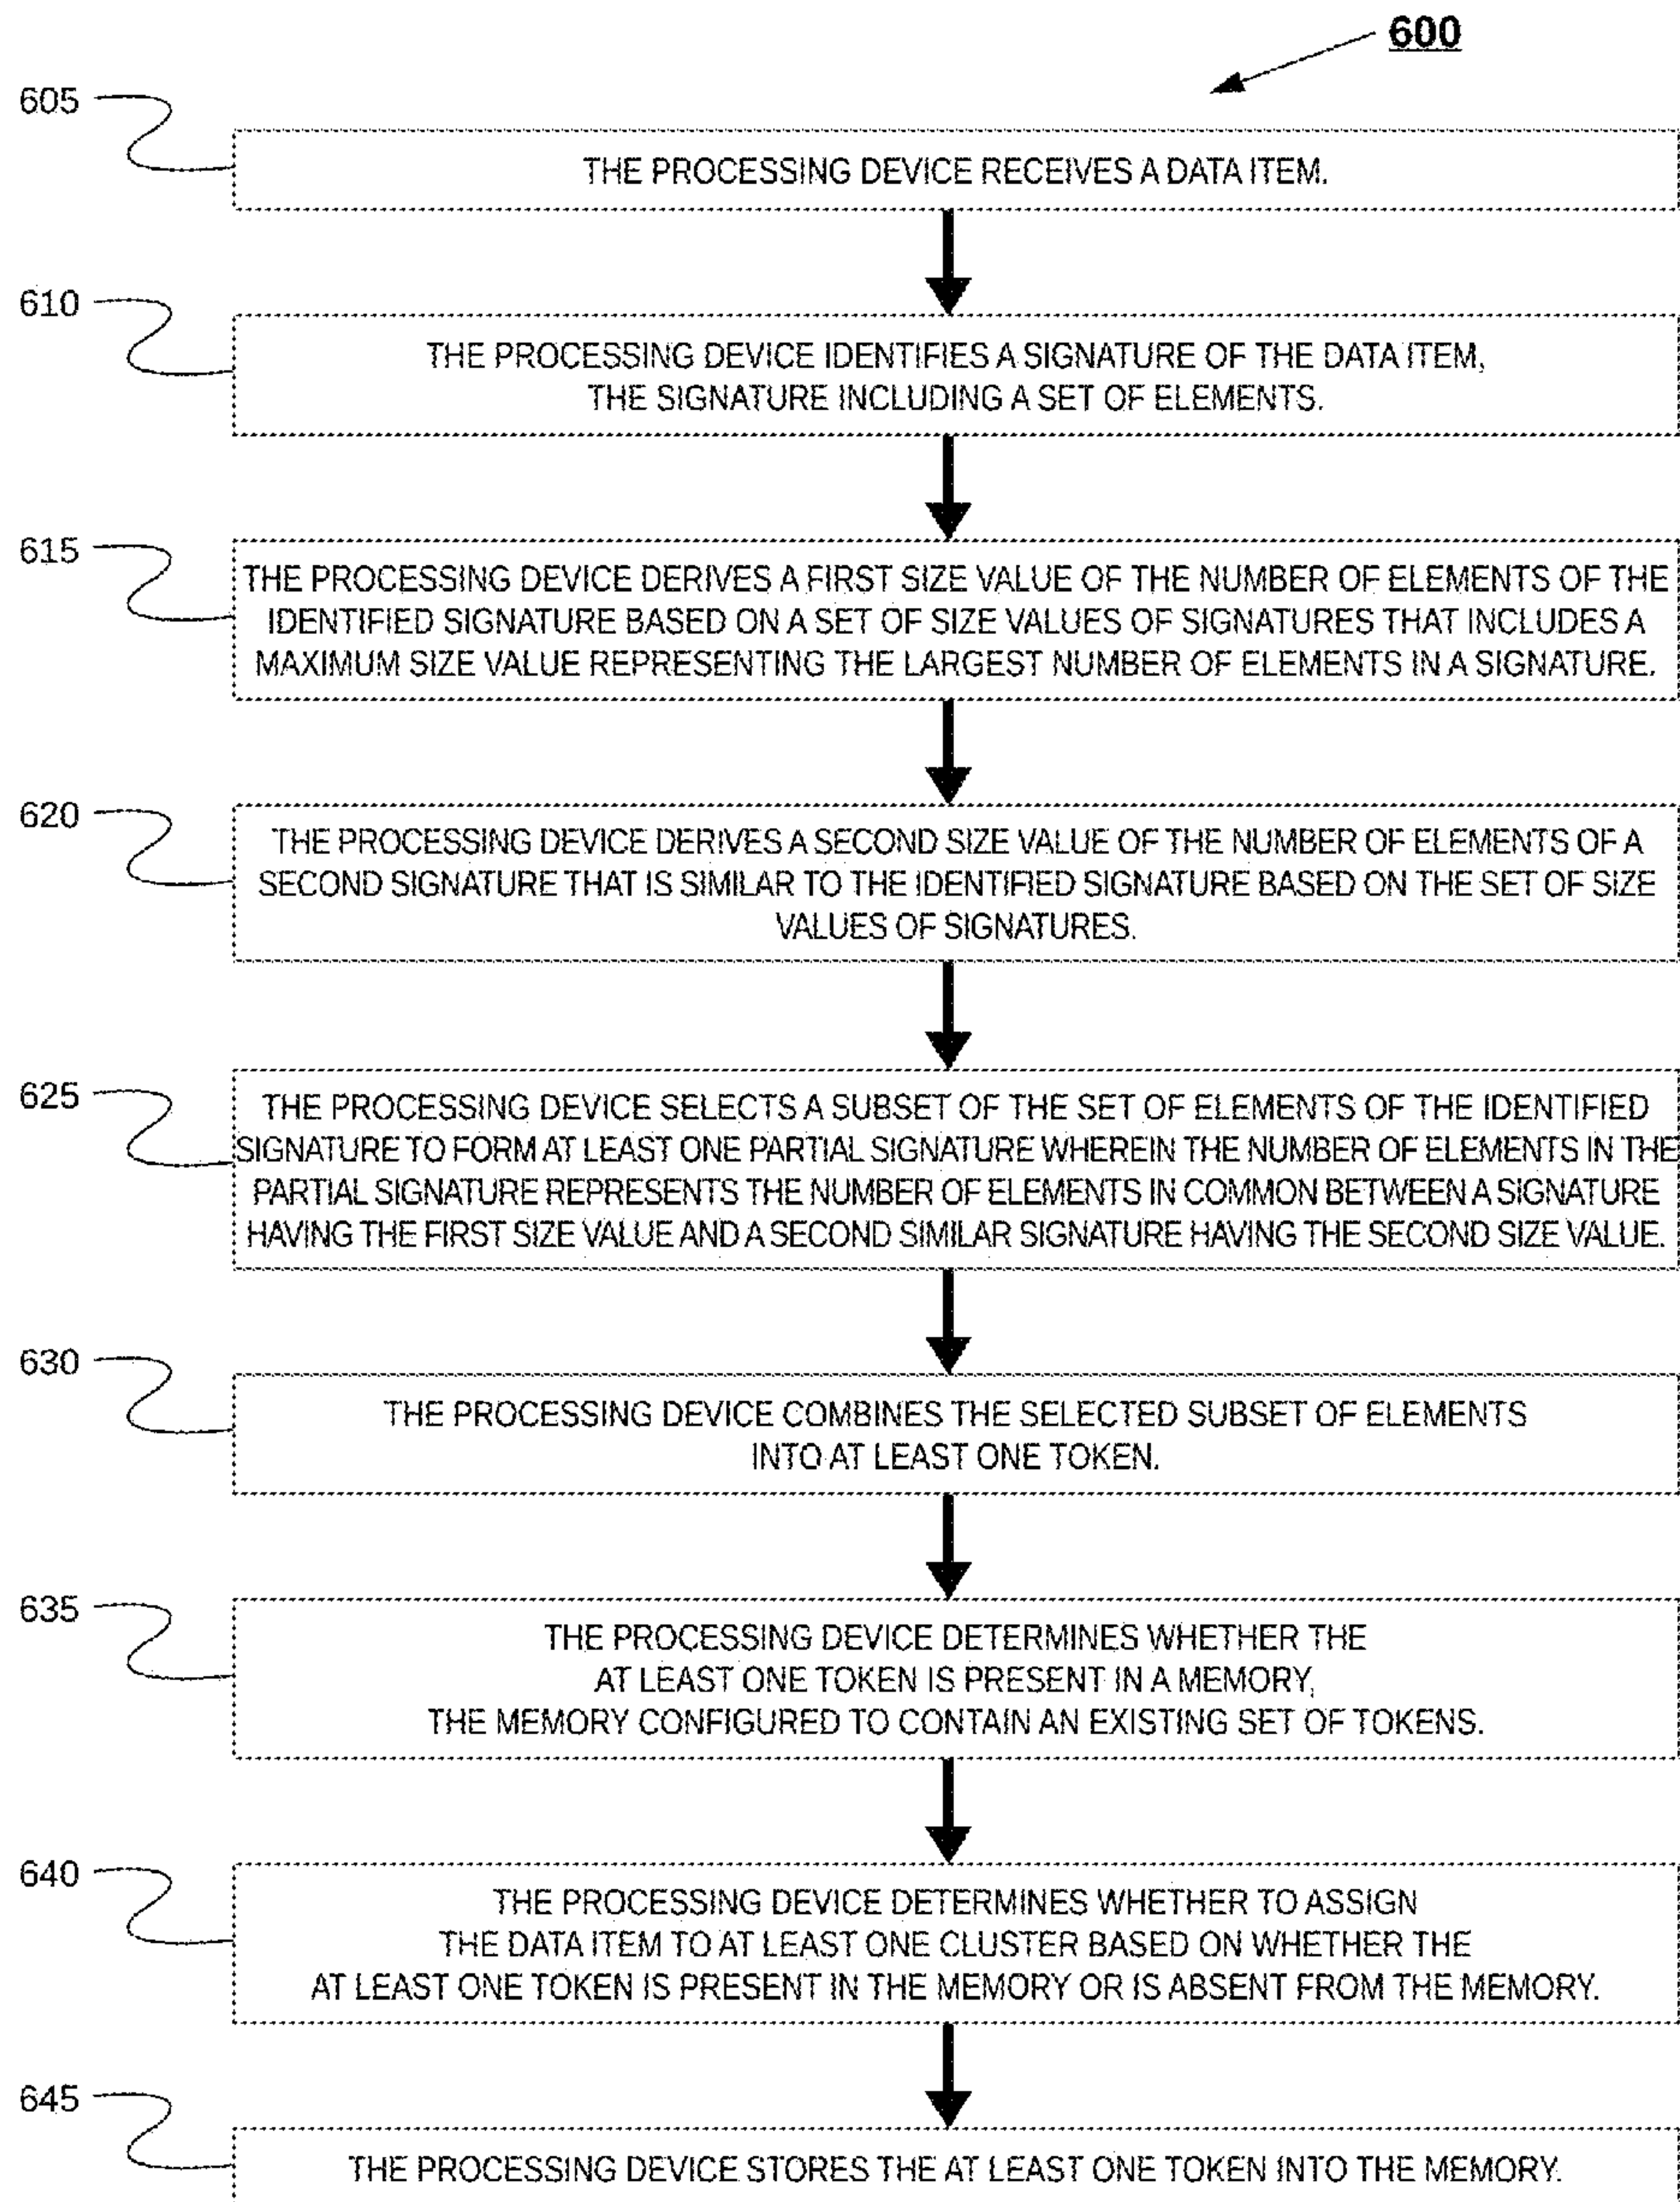 600
605
THE PROCESSING DEVICE RECEIVES A DATA ITEM.
610
THE PROCESSING DEVICE IDENTIFIES A SIGNATURE OF THE DATA ITEM,
THE SIGNATURE INCLUDING A SET OF ELEMENTS.
615
THE PROCESSING DEVICE DERIVES A FIRST SIZE VALUE OF THE NUMBER OF ELEMENTS OF THE
IDENTIFIED SIGNATURE BASED ON A SET OF SIZE VALUES OF SIGNATURES THAT INCLUDES A
MAXIMUM SIZE VALUE REPRESENTING THE LARGEST NUMBER OF ELEMENTS IN A SIGNATURE.
620
THE PROCESSING DEVICE DERIVES A SECOND SIZE VALUE OF THE NUMBER OF ELEMENTS OF A
SECOND SIGNATURE THAT IS SIMILAR TO THE IDENTIFIED SIGNATURE BASED ON THE SET OF SIZE
VALUES OF SIGNATURES.
625
THE PROCESSING DEVICE SELECTS A SUBSET OF THE SET OF ELEMENTS OF THE IDENTIFIED
SIGNATURE TO FORM AT LEAST ONE PARTIAL SIGNATURE WHEREIN THE NUMBER OF ELEMENTS IN THE
PARTIAL SIGNATURE REPRESENTS THE NUMBER OF ELEMENTS IN COMMON BETWEEN A SIGNATURE
HAVING THE FIRST SIZE VALUE AND A SECOND SIMILAR SIGNATURE HAVING THE SECOND SIZE VALUE.
630
THE PROCESSING DEVICE COMBINES THE SELECTED SUBSET OF ELEMENTS
INTO AT LEAST ONE TOKEN.
635
THE PROCESSING DEVICE DETERMINES WHETHER THE
AT LEAST ONE TOKEN IS PRESENT IN A MEMORY,
THE MEMORY CONFIGURED TO CONTAIN AN EXISTING SET OF TOKENS.
640
THE PROCESSING DEVICE DETERMINES WHETHER TO ASSIGN
THE DATA ITEM TO AT LEAST ONE CLUSTER BASED ON WHETHER THE
AT LEAST ONE TOKEN IS PRESENT IN THE MEMORY OR IS ABSENT FROM THE MEMORY.
645
THE PROCESSING DEVICE STORES THE AT LEAST ONE TOKEN INTO THE MEMORY.